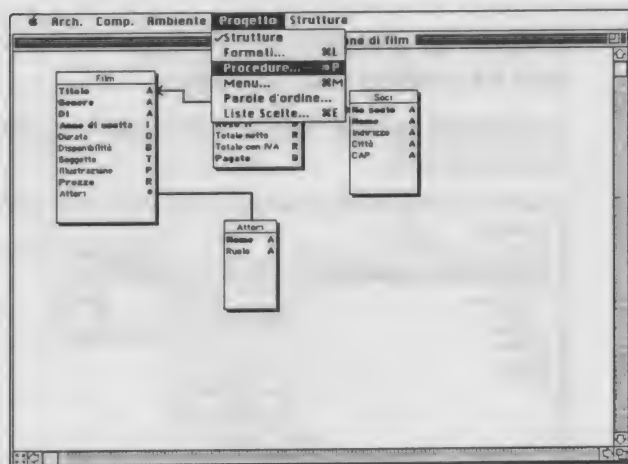 Arch. Comp. Ambiente Progetto Strutture
ne di film
✓Strutture
Formati... ⌘L
Procedure... ⌘P
Menu... ⌘M
Parole d'ordine...
Liste Scelte... ⌘E
Film
Titolo A
Genere A
Di A
Anno di uscita I
Durata D
Disponibilità B
Soggetto T
Illustrazione P
Prezzo R
Attori *
Totale netto R
Totale con IVA R
Pagato B
Soci
No socio A
Nome A
Indirizzo A
Città A
CAP A
Attori
Nome A
Ruolo A